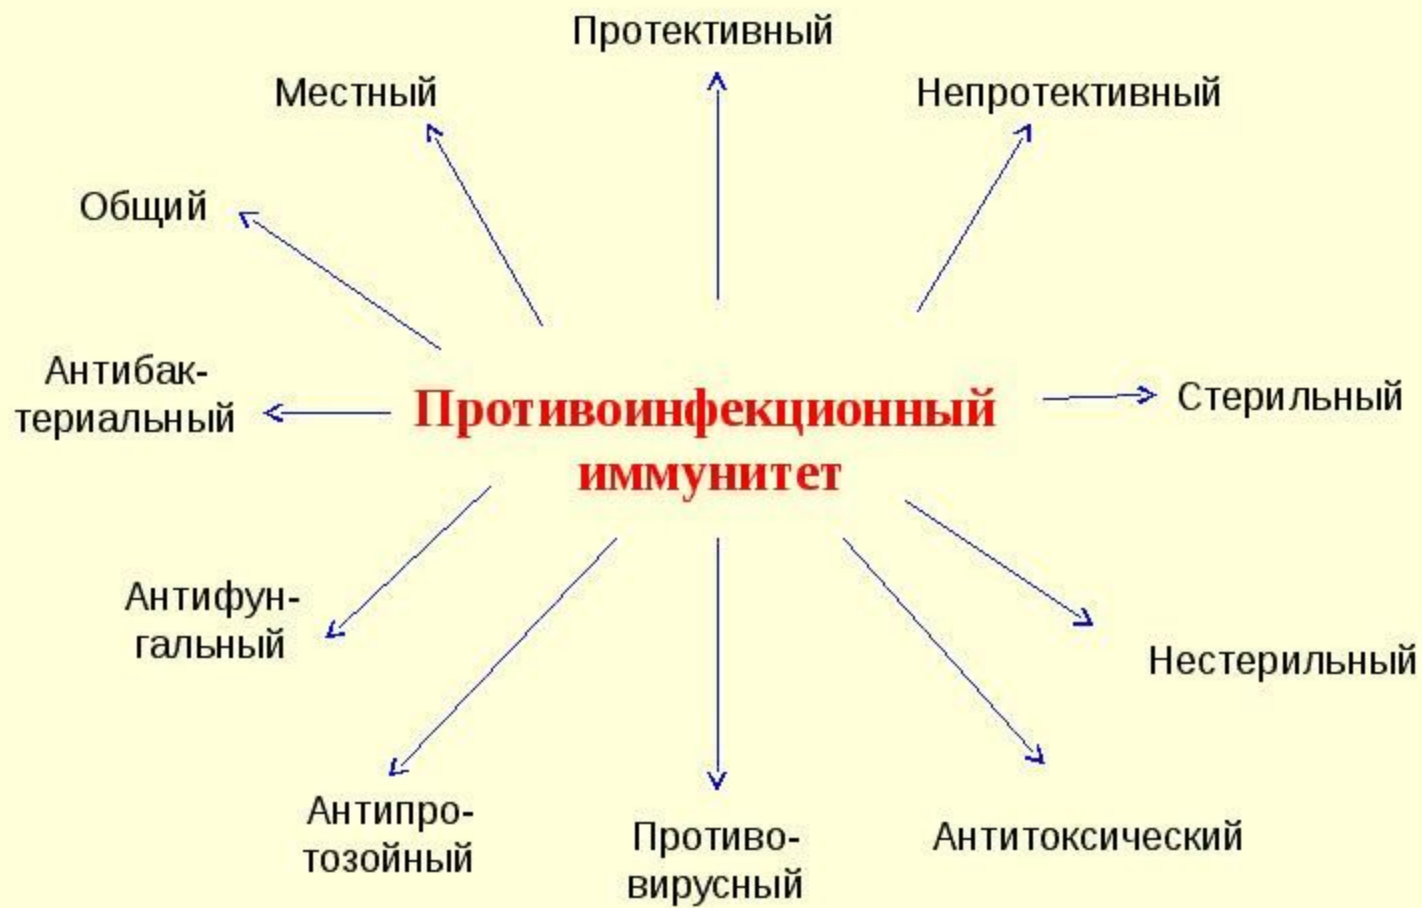 Протективный
Местный
Непротективный
Общий
Антибак-
териальный
Противоинфекционный
иммунитет
Стерильный
Антифун-
гальный
Нестерильный
Антипро-
тозойный
Противо-
вирусный
Антитоксический